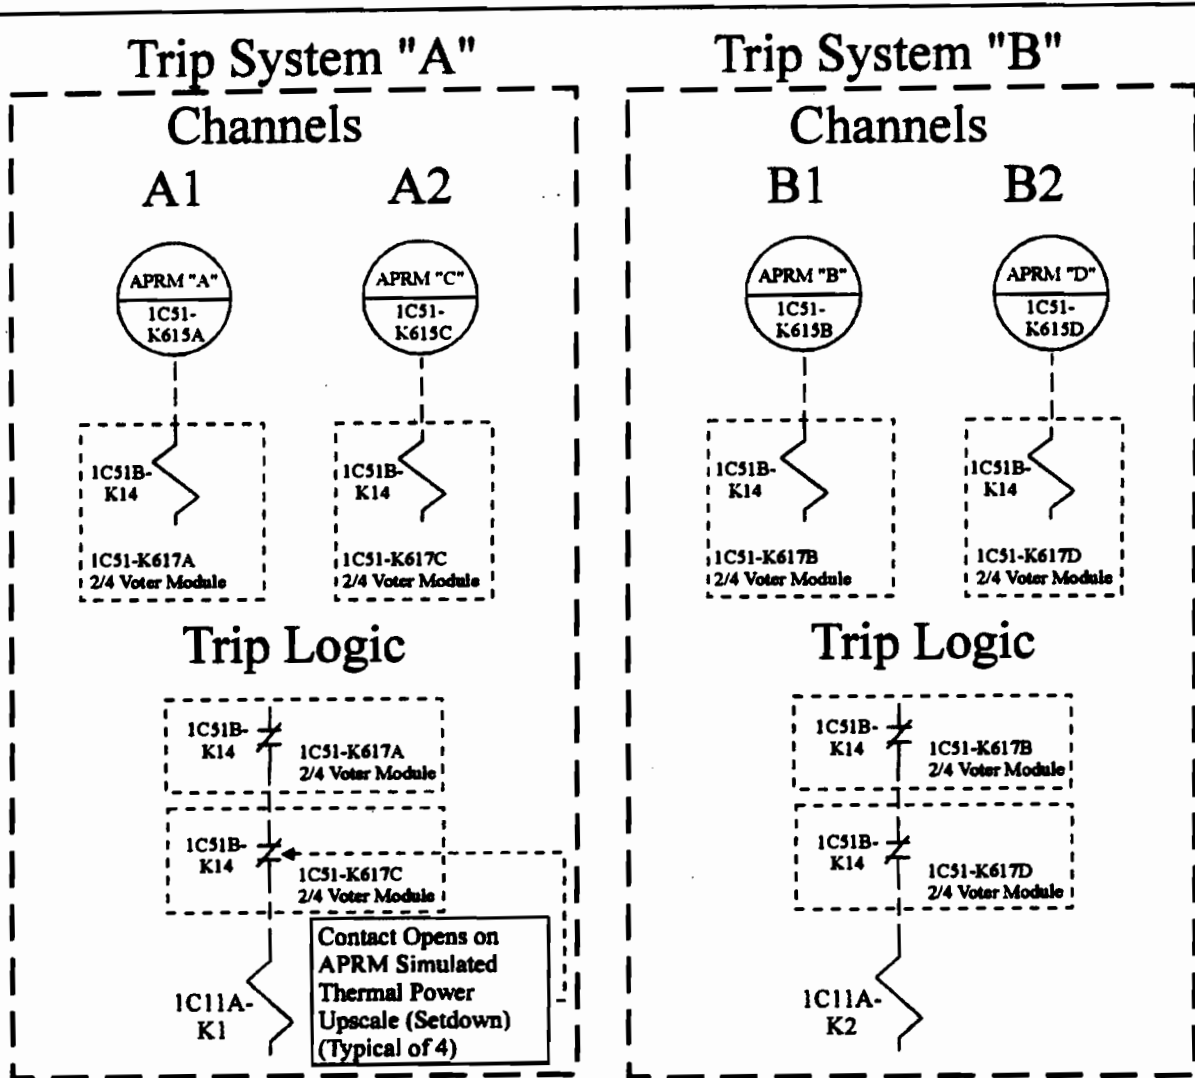 Trip System "A"
Channels
A1
A2
APRM "A"
1C51-
K615A
APRM "C"
1C51-
K615C
1C51B-
K14
1C51-K617A
2/4 Voter Module
1C51B-
K14
1C51-K617C
2/4 Voter Module
Trip Logic
1C51B-
K14
1C51-K617A
2/4 Voter Module
1C51B-
K14
1C51-K617C
2/4 Voter Module
1C11A-
K1
Contact Opens on
APRM Simulated
Thermal Power
Upscale (Setdown)
(Typical of 4)
Trip System "B"
Channels
B1
B2
APRM "B"
1C51-
K615B
APRM "D"
1C51-
K615D
1C51B-
K14
1C51-K617B
2/4 Voter Module
1C51B-
K14
1C51-K617D
2/4 Voter Module
Trip Logic
1C51B-
K14
1C51-K617B
2/4 Voter Module
1C51B-
K14
1C51-K617D
2/4 Voter Module
1C11A-
K2